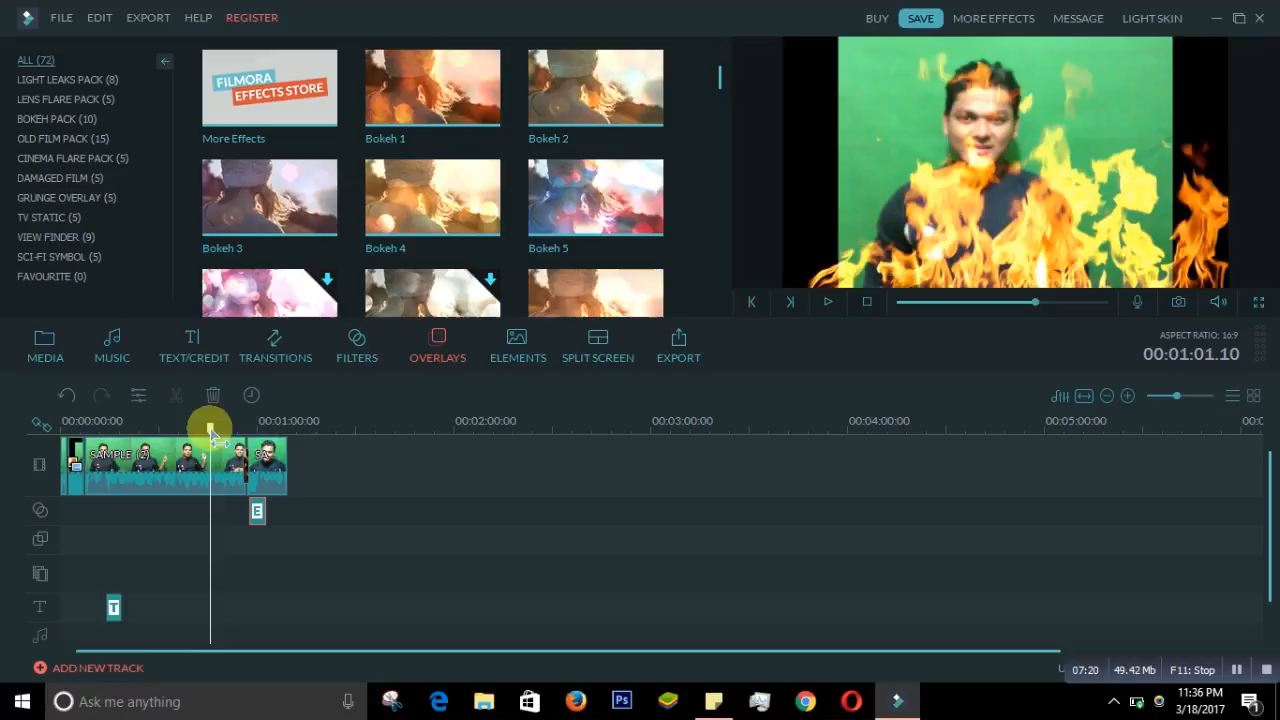 FILE EDIT EXPORT HELP REGISTER BUY SAVE MORE EFFECTS MESSAGE LIGHT SKIN
ALL (72)
LIGHT LEAKS PACK (8)
LENS FLARE PACK (5)
BOKEH PACK (10)
OLD FILM PACK (15)
CINEMA FLARE PACK (5)
DAMAGED FILM (5)
GRUNGE OVERLAY (5)
TV STATIC (5)
VIEW FINDER (9)
SCI-FI SYMBOL (5)
FAVOURITE (0)
FILMORA
EFFECTS STORE
More Effects Bokeh 1 Bokeh 2
Bokeh 3 Bokeh 4 Bokeh 5
MEDIA MUSIC TEXT/CREDIT TRANSITIONS FILTERS OVERLAYS ELEMENTS SPLIT SCREEN EXPORT
ASPECT RATIO: 16:9
00:01:01.10
00:00:00:00 00:01:00:00 00:02:00:00 00:03:00:00 00:04:00:00 00:05:00:00
SAMPLE (2)
E
T
ADD NEW TRACK
07:20 49.42 Mb F11: Stop
Ask me anything
Ps
11:36 PM
3/18/2017